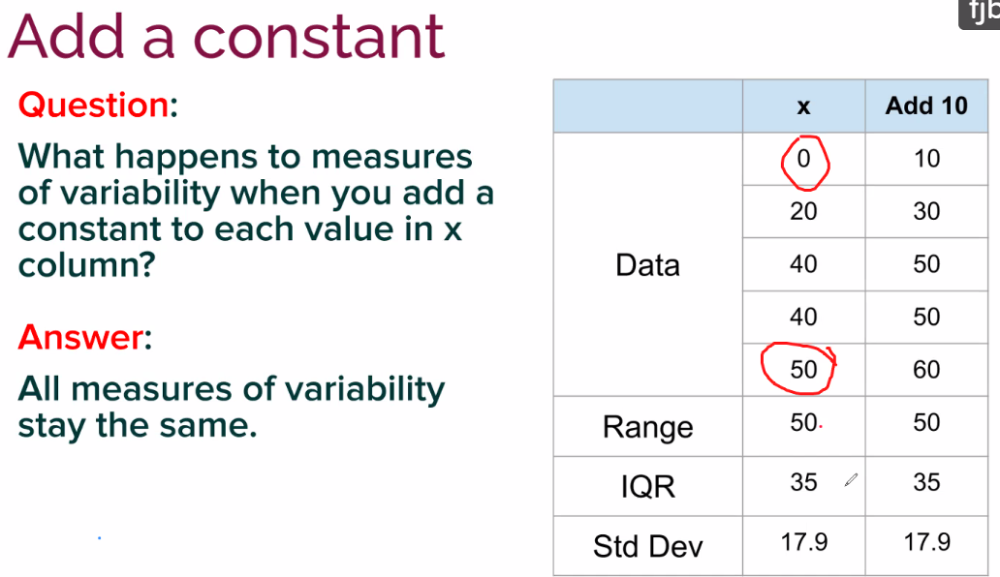 fjb
Add a constant
Question:
What happens to measures
of variability when you add a
constant to each value in x
column?
Answer:
All measures of variability
stay the same.
x Add 10
Data
0 10
20 30
40 50
40 50
50 60
Range 50 50
IQR 35 35
Std Dev 17.9 17.9